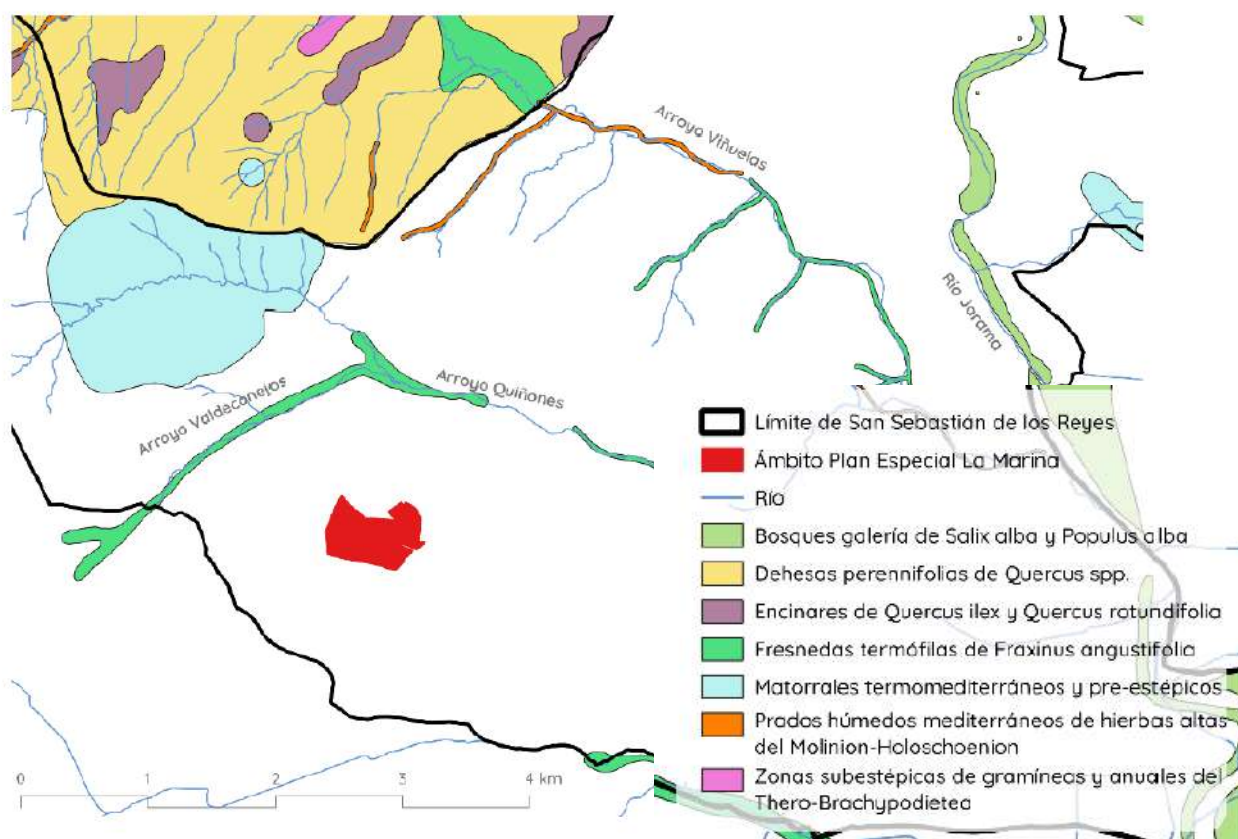 Arroyo Viñuelas
Río Jarama
Arroyo Valdeconejos
Arroyo Quiñones
Límite de San Sebastián de los Reyes
Ámbito Plan Especial La Marina
Río
Bosques galería de Salix alba y Populus alba
Dehesas perennifolias de Quercus spp.
Encinares de Quercus ilex y Quercus rotundifolia
Fresnedas termófilas de Fraxinus angustifolia
Matorrales termomediterráneos y pre-estépicos
Prados húmedos mediterráneos de hierbas altas
del Molinion-Holoschoenion
Zonas subestépicas de gramíneas y anuales del
Thero-Brachypodietea
0 1 2 3 4 km